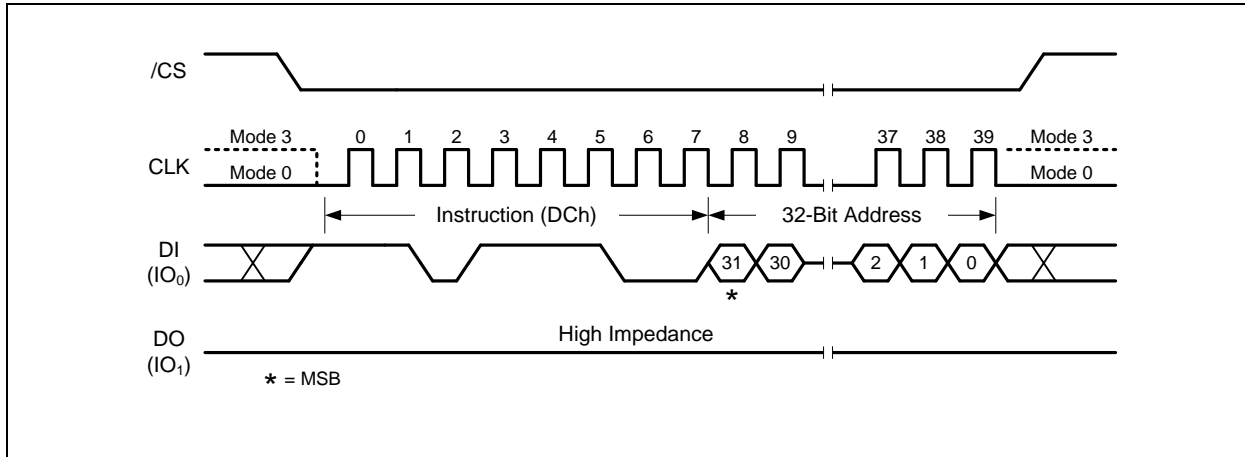 /CS
Mode 3 0 1 2 3 4 5 6 7 8 9 37 38 39 Mode 3
CLK
Mode 0 Mode 0
Instruction (DCh) 32-Bit Address
DI
(IO₀)
31 30 2 1 0
*
High Impedance
DO
(IO₁)
* = MSB